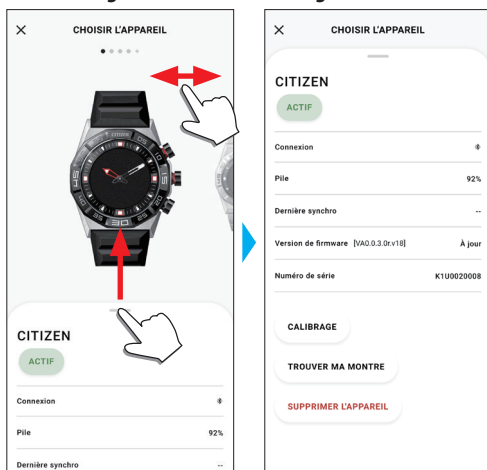 CHOISIR L'APPAREIL
CITIZEN
ACTIF
Connexion
Pile 92%
Dernière synchro --
CHOISIR L'APPAREIL
CITIZEN
ACTIF
Connexion
Pile 92%
Dernière synchro --
Version de firmware [VA0.0.3.0r.v18] À jour
Numéro de série K1U0020008
CALIBRAGE
TROUVER MA MONTRE
SUPPRIMER L'APPAREIL